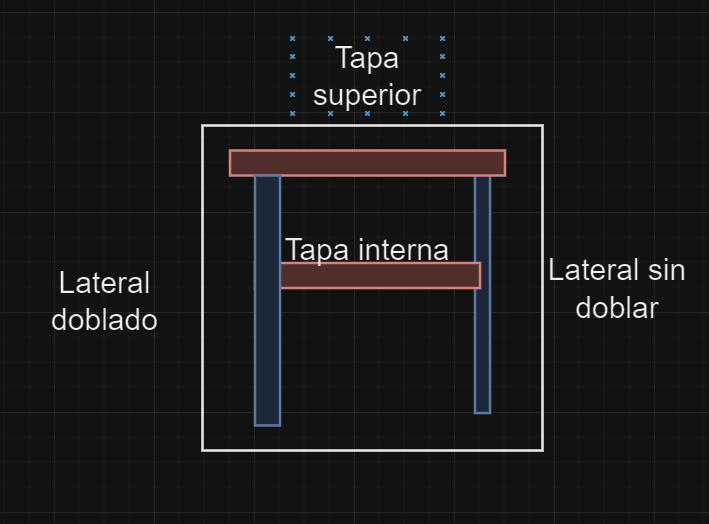 Tapa
superior
Tapa interna
Lateral
doblado
Lateral sin
doblar